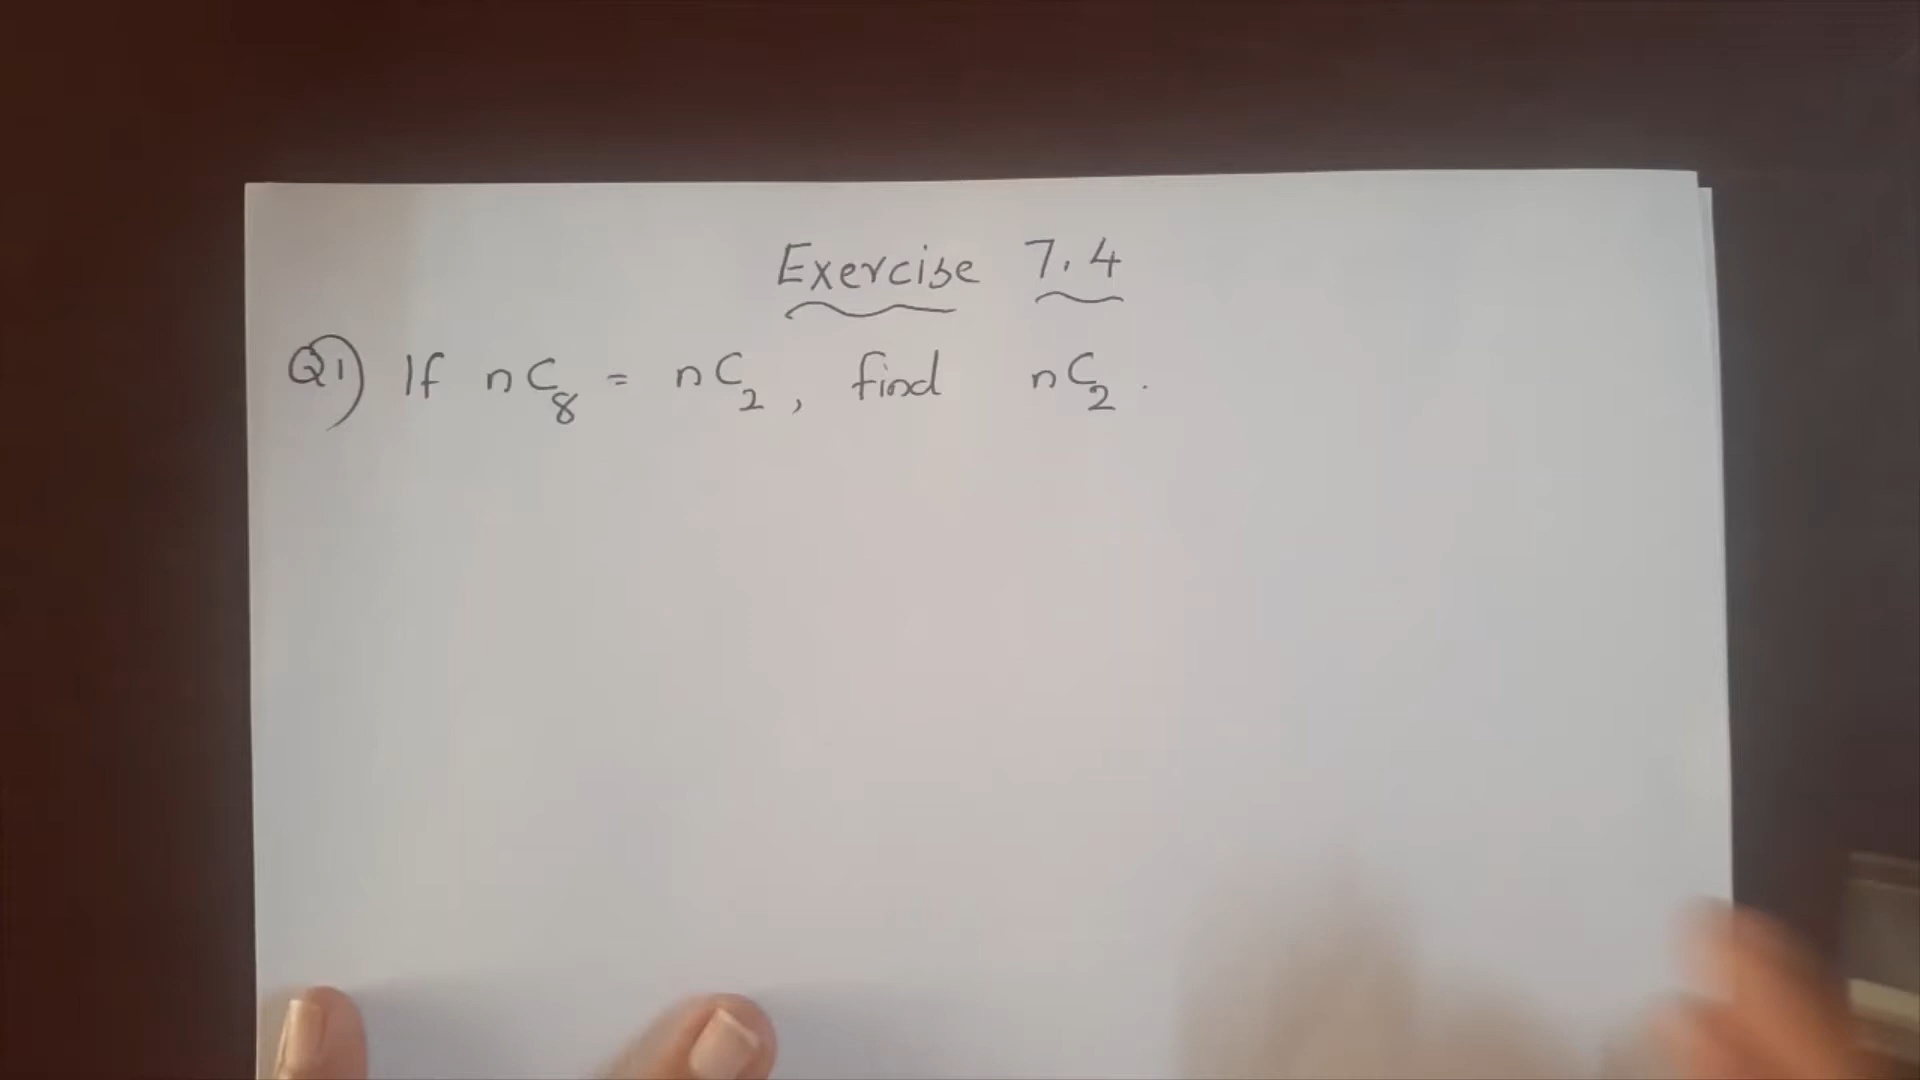 Exercise 7.4
Q1) If nC8 = nC2, find nC2.